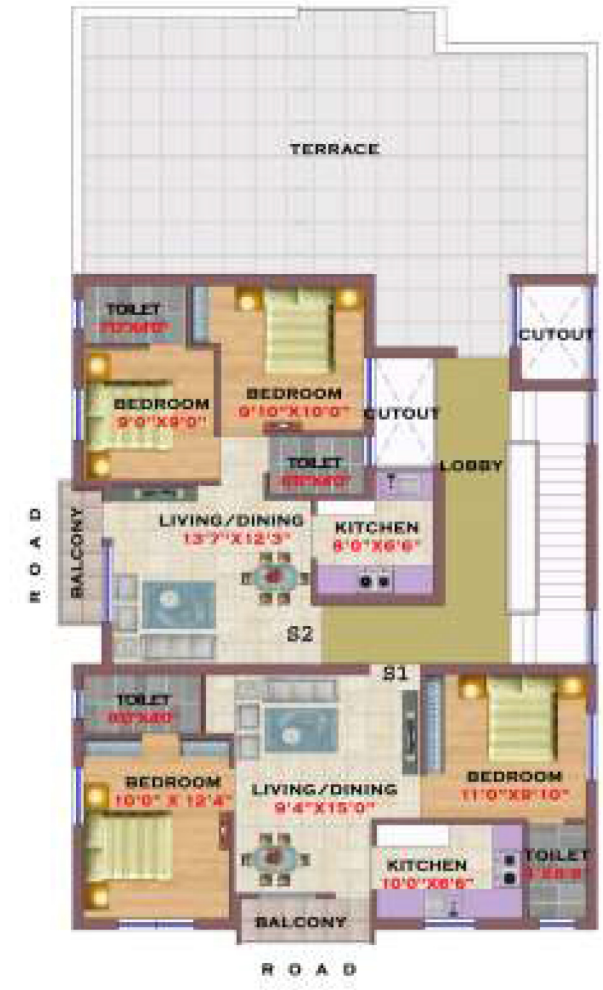 TERRACE
TOILET
CUTOUT
BEDROOM
9'10"X10'0"
BEDROOM
9'0"X9'0"
CUTOUT
TOILET
LOBBY
LIVING/DINING
13'7"X12'3"
KITCHEN
8'0"X6'6"
ROAD
BALCONY
S2
S1
TOILET
BEDROOM
11'0"X9'10"
BEDROOM
10'0" X 12'4"
LIVING/DINING
9'4"X15'0"
KITCHEN
10'0"X6'6"
TOILET
BALCONY
ROAD